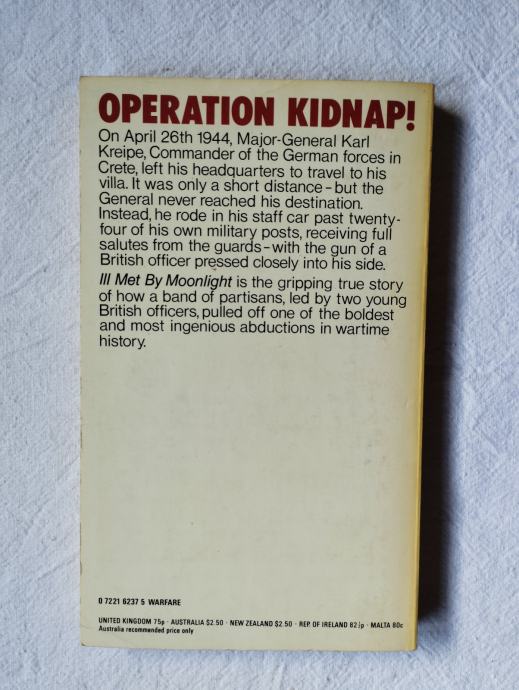 OPERATION KIDNAP!
On April 26th 1944, Major-General Karl
Kreipe, Commander of the German forces in
Crete, left his headquarters to travel to his
villa. It was only a short distance – but the
General never reached his destination.
Instead, he rode in his staff car past twenty-
four of his own military posts, receiving full
salutes from the guards – with the gun of a
British officer pressed closely into his side.
Ill Met By Moonlight is the gripping true story
of how a band of partisans, led by two young
British officers, pulled off one of the boldest
and most ingenious abductions in wartime
history.
0 7221 6237 5 WARFARE
UNITED KINGDOM 75p · AUSTRALIA $2.50 · NEW ZEALAND $2.50 · REP. OF IRELAND 82½p · MALTA 80c
Australia recommended price only